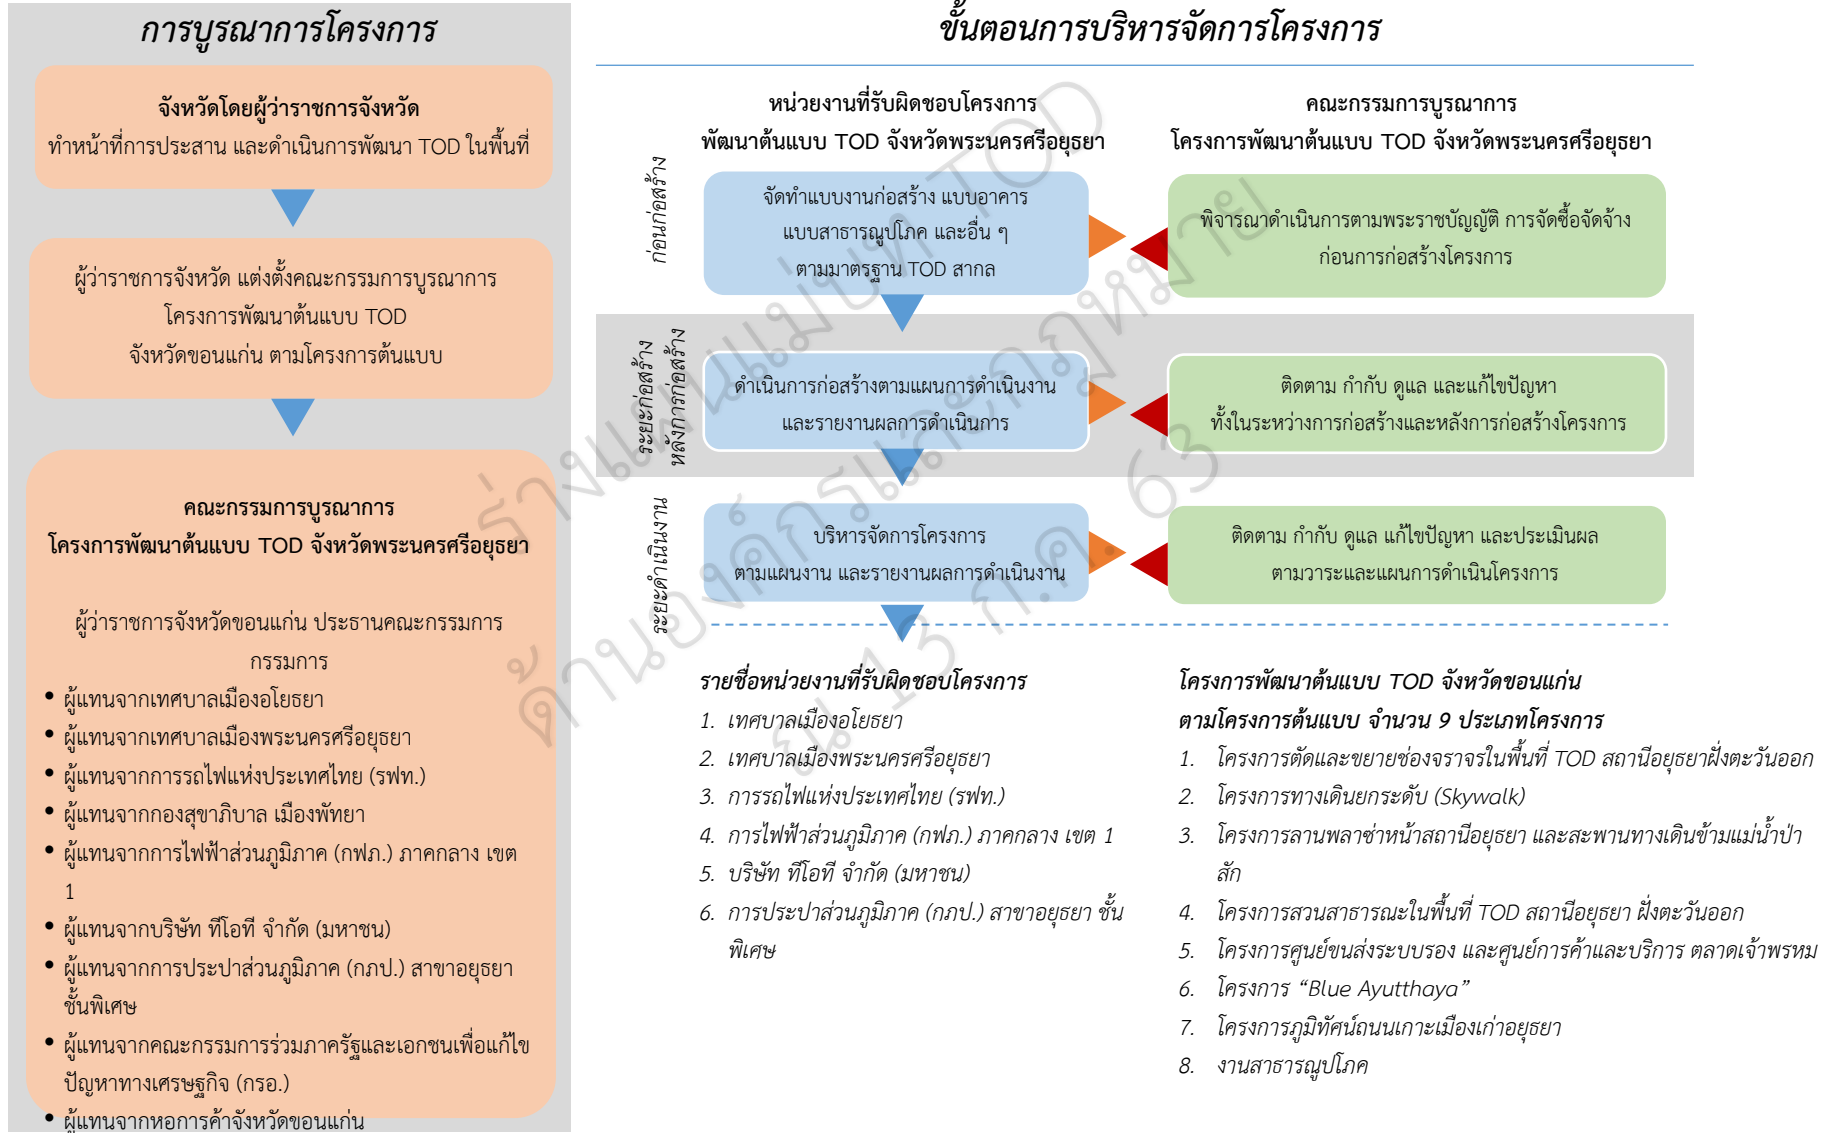 การบูรณาการโครงการ
จังหวัดโดยผู้ว่าราชการจังหวัด
ทำหน้าที่การประสาน และดำเนินการพัฒนา TOD ในพื้นที่
ผู้ว่าราชการจังหวัด แต่งตั้งคณะกรรมการบูรณาการ
โครงการพัฒนาต้นแบบ TOD
จังหวัดขอนแก่น ตามโครงการต้นแบบ
คณะกรรมการบูรณาการ
โครงการพัฒนาต้นแบบ TOD จังหวัดพระนครศรีอยุธยา
ผู้ว่าราชการจังหวัดขอนแก่น ประธานคณะกรรมการ
กรรมการ
• ผู้แทนจากเทศบาลเมืองอโยธยา
• ผู้แทนจากเทศบาลเมืองพระนครศรีอยุธยา
• ผู้แทนจากการรถไฟแห่งประเทศไทย (รฟท.)
• ผู้แทนจากกองสุขาภิบาล เมืองพัทยา
• ผู้แทนจากการไฟฟ้าส่วนภูมิภาค (กฟภ.) ภาคกลาง เขต
1
• ผู้แทนจากบริษัท ทีโอที จำกัด (มหาชน)
• ผู้แทนจากการประปาส่วนภูมิภาค (กภป.) สาขาอยุธยา
ชั้นพิเศษ
• ผู้แทนจากคณะกรรมการร่วมภาครัฐและเอกชนเพื่อแก้ไข
ปัญหาทางเศรษฐกิจ (กรอ.)
• ผู้แทนจากหอการค้าจังหวัดขอนแก่น
ขั้นตอนการบริหารจัดการโครงการ
หน่วยงานที่รับผิดชอบโครงการ
พัฒนาต้นแบบ TOD จังหวัดพระนครศรีอยุธยา
คณะกรรมการบูรณาการ
โครงการพัฒนาต้นแบบ TOD จังหวัดพระนครศรีอยุธยา
ก่อนก่อสร้าง
จัดทำแบบงานก่อสร้าง แบบอาคาร
แบบสาธารณูปโภค และอื่น ๆ
ตามมาตรฐาน TOD สากล
พิจารณาดำเนินการตามพระราชบัญญัติ การจัดซื้อจัดจ้าง
ก่อนการก่อสร้างโครงการ
ระยะก่อสร้าง
หลังการก่อสร้าง
ดำเนินการก่อสร้างตามแผนการดำเนินงาน
และรายงานผลการดำเนินการ
ติดตาม กำกับ ดูแล และแก้ไขปัญหา
ทั้งในระหว่างการก่อสร้างและหลังการก่อสร้างโครงการ
ระยะดำเนินงาน
บริหารจัดการโครงการ
ตามแผนงาน และรายงานผลการดำเนินงาน
ติดตาม กำกับ ดูแล แก้ไขปัญหา และประเมินผล
ตามวาระและแผนการดำเนินโครงการ
รายชื่อหน่วยงานที่รับผิดชอบโครงการ
1. เทศบาลเมืองอโยธยา
2. เทศบาลเมืองพระนครศรีอยุธยา
3. การรถไฟแห่งประเทศไทย (รฟท.)
4. การไฟฟ้าส่วนภูมิภาค (กฟภ.) ภาคกลาง เขต 1
5. บริษัท ทีโอที จำกัด (มหาชน)
6. การประปาส่วนภูมิภาค (กภป.) สาขาอยุธยา ชั้น
พิเศษ
โครงการพัฒนาต้นแบบ TOD จังหวัดขอนแก่น
ตามโครงการต้นแบบ จำนวน 9 ประเภทโครงการ
1. โครงการตัดและขยายช่องจราจรในพื้นที่ TOD สถานีอยุธยาฝั่งตะวันออก
2. โครงการทางเดินยกระดับ (Skywalk)
3. โครงการลานพลาซ่าหน้าสถานีอยุธยา และสะพานทางเดินข้ามแม่น้ำป่า
สัก
4. โครงการสวนสาธารณะในพื้นที่ TOD สถานีอยุธยา ฝั่งตะวันออก
5. โครงการศูนย์ขนส่งระบบรอง และศูนย์การค้าและบริการ ตลาดเจ้าพรหม
6. โครงการ “Blue Ayutthaya”
7. โครงการภูมิทัศน์ถนนเกาะเมืองเก่าอยุธยา
8. งานสาธารณูปโภค
ร่างแผนแม่บท TOD
ด้านองค์กรและกฎหมาย
ณ 13 ก.ค. 63